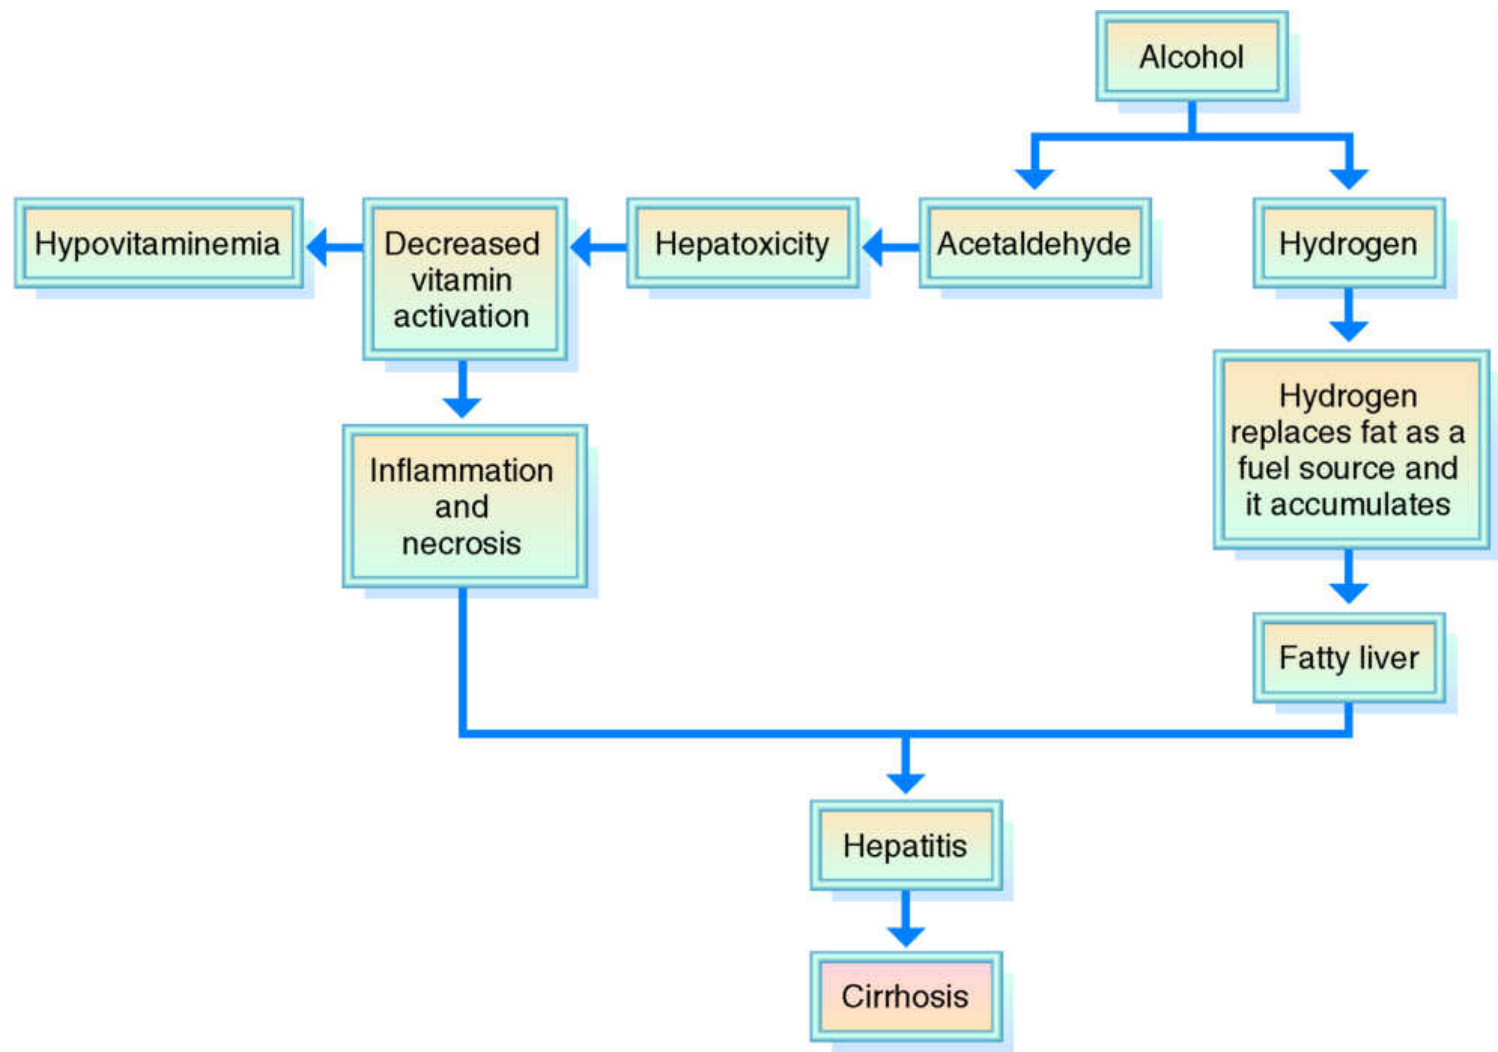 Alcohol
Hypovitaminemia
Decreased
vitamin
activation
Hepatoxicity
Acetaldehyde
Hydrogen
Inflammation
and
necrosis
Hydrogen
replaces fat as a
fuel source and
it accumulates
Fatty liver
Hepatitis
Cirrhosis